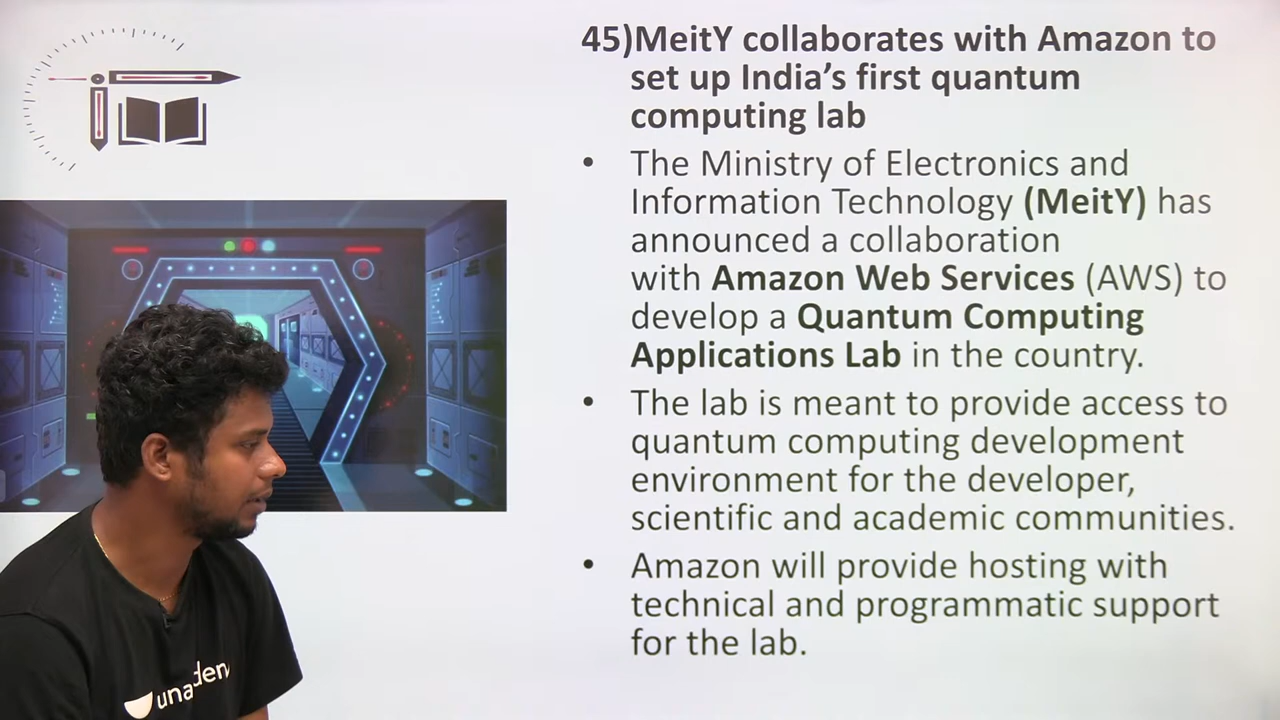 45)MeitY collaborates with Amazon to
set up India’s first quantum
computing lab
• The Ministry of Electronics and
Information Technology (MeitY) has
announced a collaboration
with Amazon Web Services (AWS) to
develop a Quantum Computing
Applications Lab in the country.
• The lab is meant to provide access to
quantum computing development
environment for the developer,
scientific and academic communities.
• Amazon will provide hosting with
technical and programmatic support
for the lab.